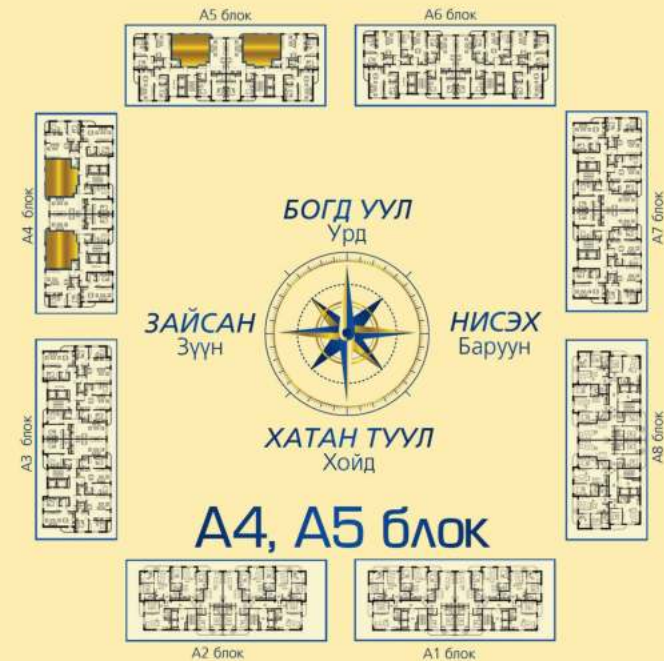 А5 блок
А6 блок
А4 блок
А7 блок
БОГД УУЛ
Урд
ЗАЙСАН
Зүүн
НИСЭХ
Баруун
ХАТАН ТУУЛ
Хойд
А3 блок
А8 блок
А4, А5 блок
А2 блок
А1 блок